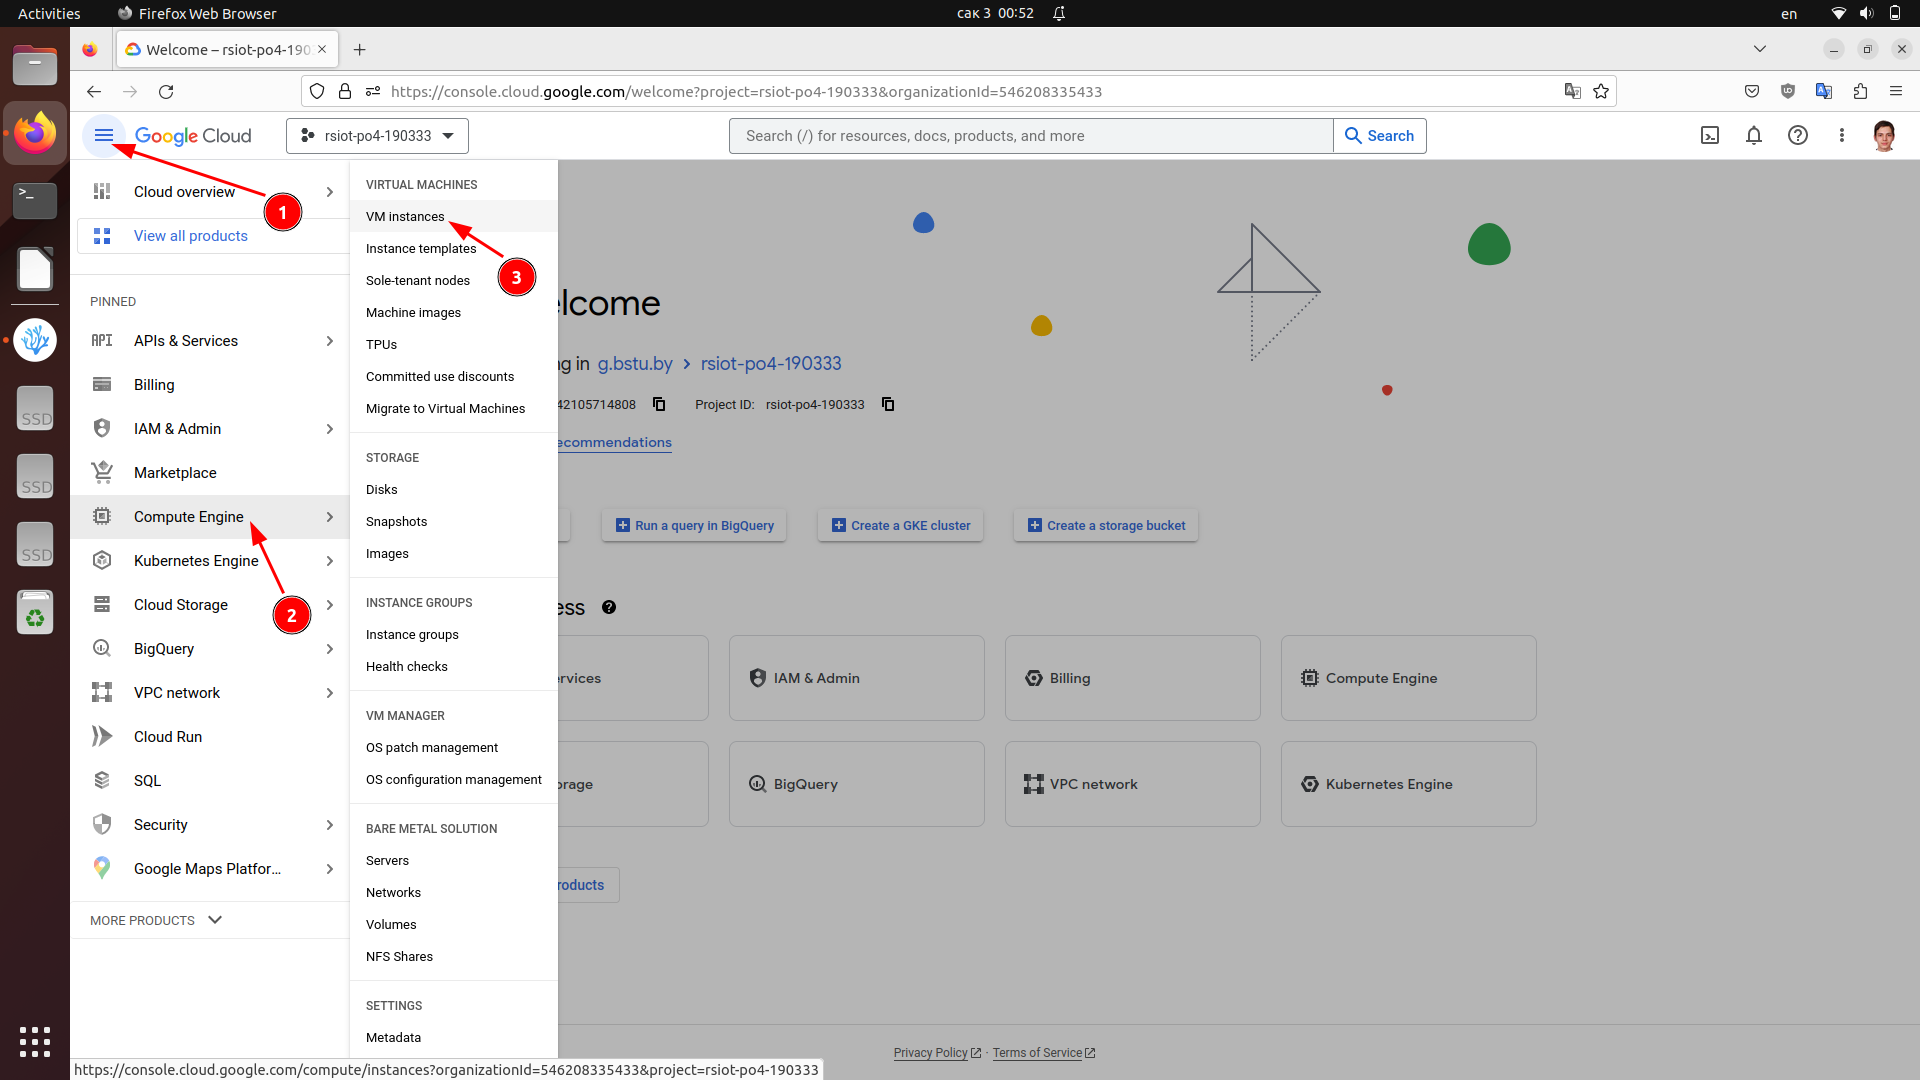 Activities
Firefox Web Browser
сак 3 00:52
en
Welcome – rsiot-po4-190
https://console.cloud.google.com/welcome?project=rsiot-po4-190333&organizationId=546208335433
Google Cloud
rsiot-po4-190333
Search (/) for resources, docs, products, and more
Search
Cloud overview
1
View all products
PINNED
API
APIs & Services
Billing
IAM & Admin
Marketplace
Compute Engine
Kubernetes Engine
Cloud Storage
2
BigQuery
VPC network
Cloud Run
SQL
Security
Google Maps Platfor...
MORE PRODUCTS
VIRTUAL MACHINES
VM instances
Instance templates
3
Sole-tenant nodes
Machine images
TPUs
Committed use discounts
Migrate to Virtual Machines
STORAGE
Disks
Snapshots
Images
INSTANCE GROUPS
Instance groups
Health checks
VM MANAGER
OS patch management
OS configuration management
BARE METAL SOLUTION
Servers
Networks
Volumes
NFS Shares
SETTINGS
Metadata
elcome
ng in g.bstu.by rsiot-po4-190333
42105714808
Project ID: rsiot-po4-190333
ecommendations
Run a query in BigQuery
Create a GKE cluster
Create a storage bucket
ess
rvices
IAM & Admin
Billing
Compute Engine
orage
BigQuery
VPC network
Kubernetes Engine
roducts
Privacy Policy · Terms of Service
SSD
SSD
SSD
https://console.cloud.google.com/compute/instances?organizationId=546208335433&project=rsiot-po4-190333